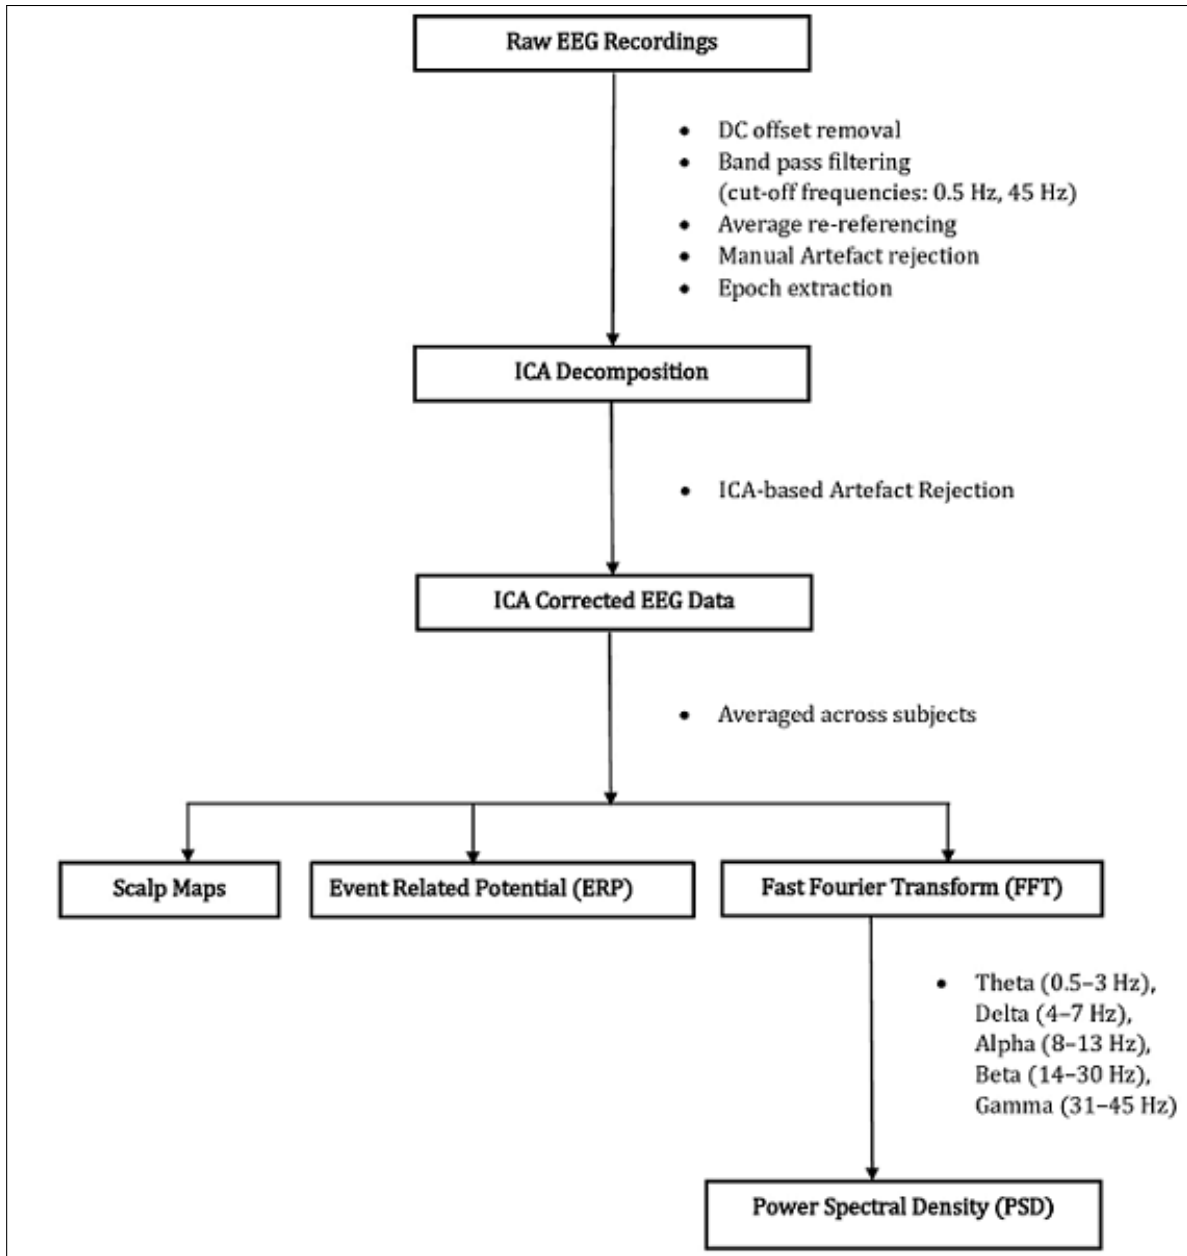 Raw EEG Recordings
• DC offset removal
• Band pass filtering
(cut-off frequencies: 0.5 Hz, 45 Hz)
• Average re-referencing
• Manual Artefact rejection
• Epoch extraction
ICA Decomposition
• ICA-based Artefact Rejection
ICA Corrected EEG Data
• Averaged across subjects
Scalp Maps
Event Related Potential (ERP)
Fast Fourier Transform (FFT)
• Theta (0.5–3 Hz),
Delta (4–7 Hz),
Alpha (8–13 Hz),
Beta (14–30 Hz),
Gamma (31–45 Hz)
Power Spectral Density (PSD)